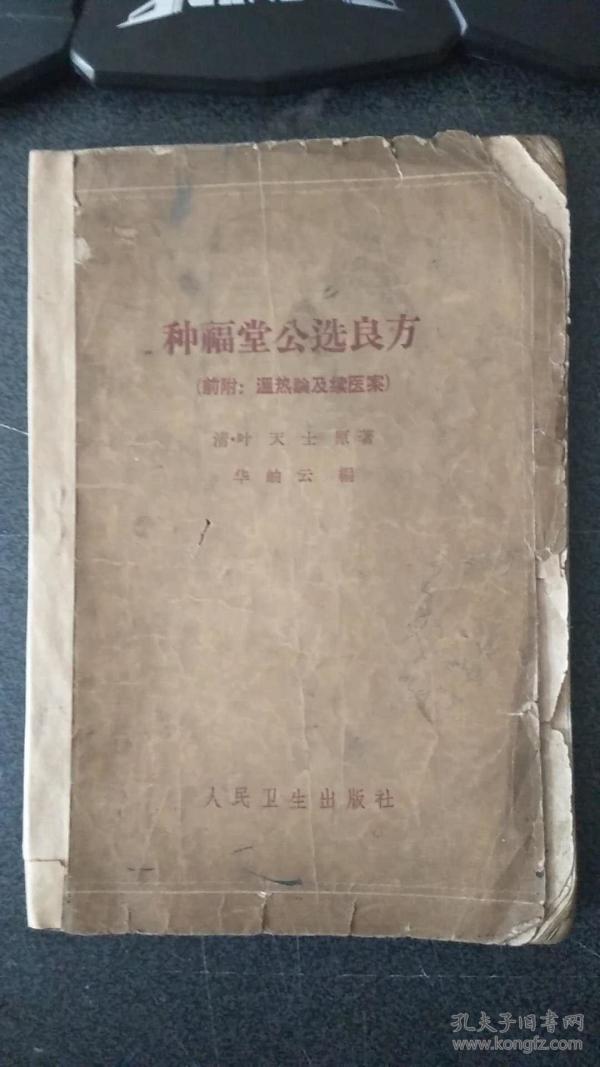 种福堂公选良方
(前附：温热論及续医案)
清·叶天士原著
华岫云编
人民卫生出版社
孔夫子旧书网
www.kongfz.com